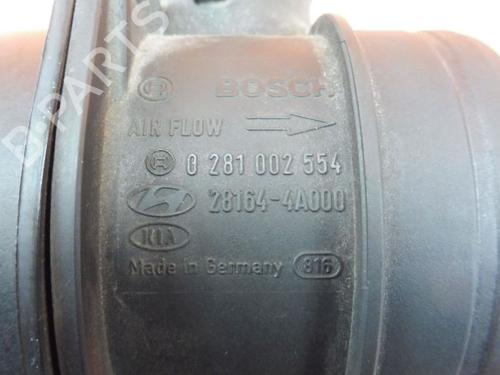 B-PARTS
BOSCH
AIR FLOW
0 281 002 554
28164-4A000
KIA
Made in Germany 816